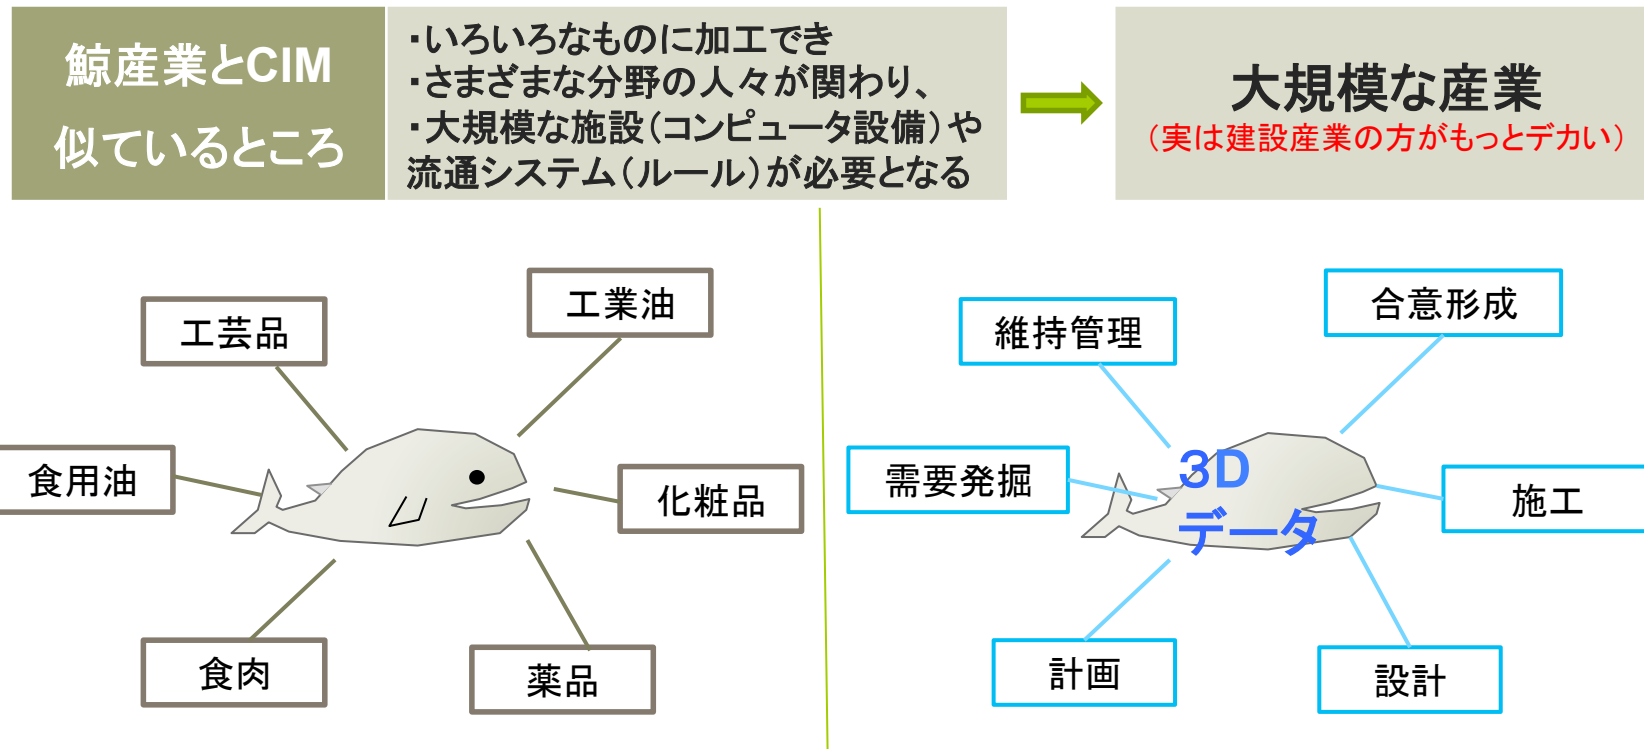 鯨産業とCIM
似ているところ
・いろいろなものに加工でき
・さまざまな分野の人々が関わり、
・大規模な施設（コンピュータ設備）や
流通システム（ルール）が必要となる
大規模な産業
（実は建設産業の方がもっとデカい）
工芸品
工業油
食用油
化粧品
食肉
薬品
維持管理
合意形成
需要発掘
3D
データ
施工
計画
設計